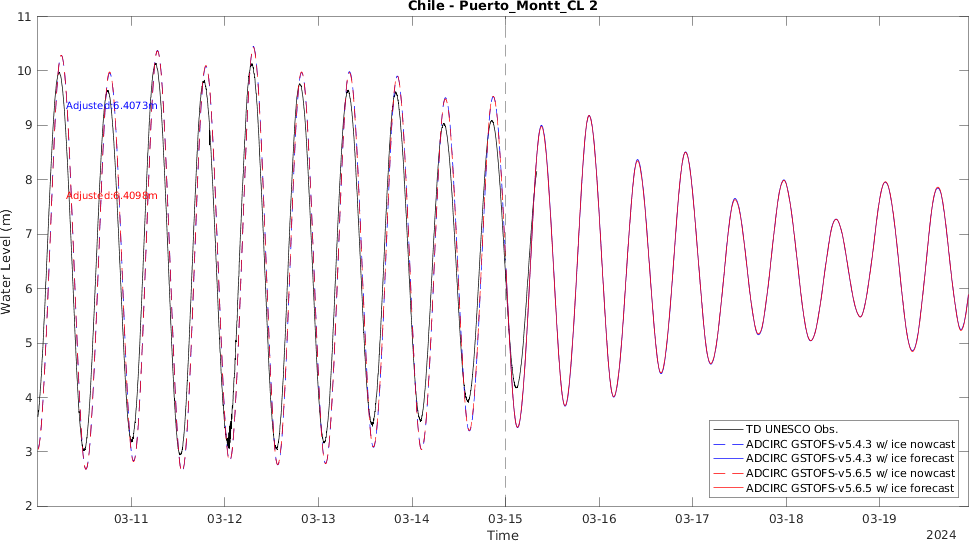 Chile - Puerto_Montt_CL 2
11
10
9
8
7
6
5
4
3
2
Water Level (m)
Adjusted:6.4073m
Adjusted:6.4098m
TD UNESCO Obs.
ADCIRC GSTOFS-v5.4.3 w/ ice nowcast
ADCIRC GSTOFS-v5.4.3 w/ ice forecast
ADCIRC GSTOFS-v5.6.5 w/ ice nowcast
ADCIRC GSTOFS-v5.6.5 w/ ice forecast
03-11 03-12 03-13 03-14 03-15 03-16 03-17 03-18 03-19
Time
2024